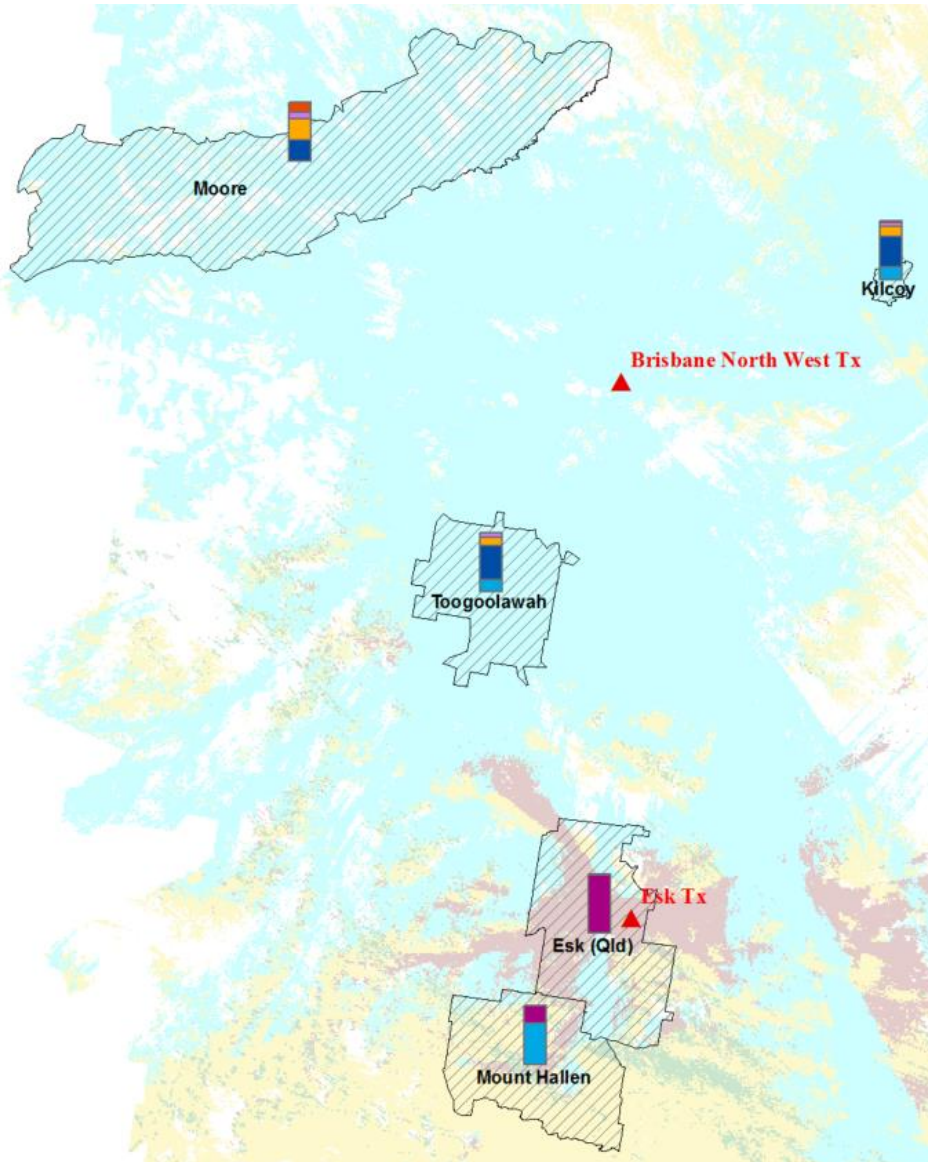 Moore
Kilcoy
Brisbane North West Tx
Toogoolawah
Esk Tx
Esk (Qld)
Mount Hallen